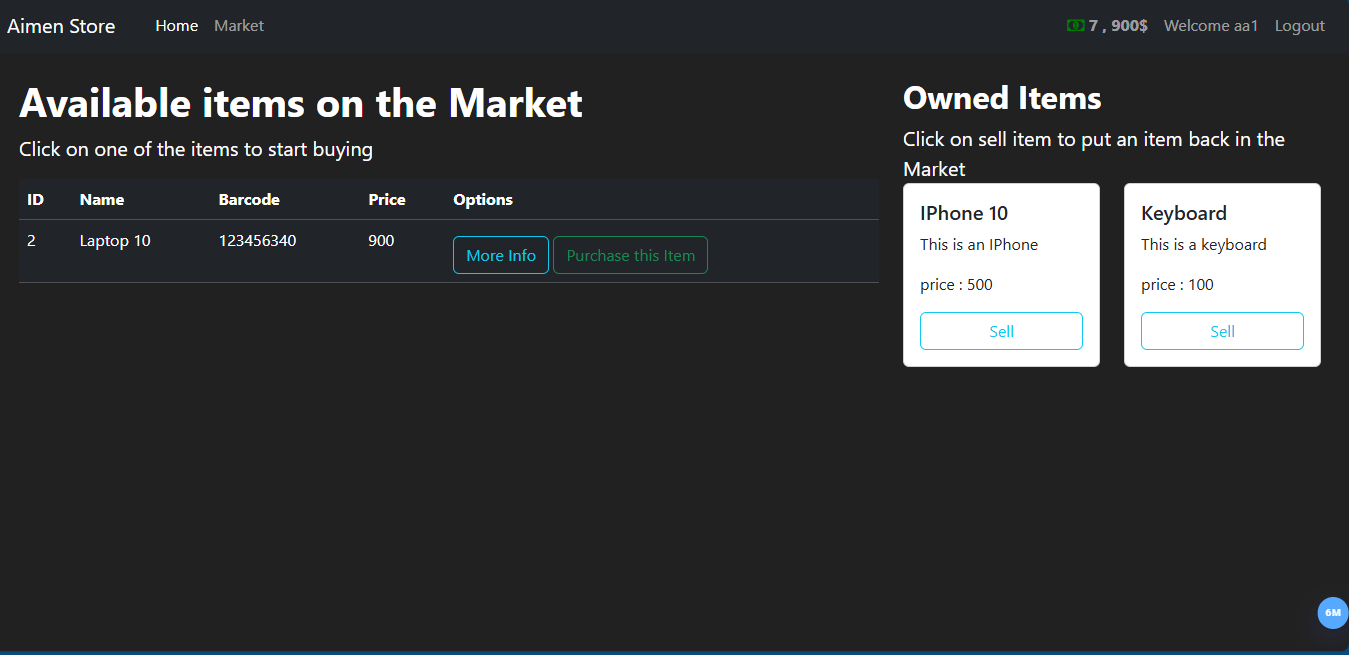 Aimen Store Home Market 7 , 900$ Welcome aa1 Logout
Available items on the Market
Click on one of the items to start buying
ID Name Barcode Price Options
2 Laptop 10 123456340 900 More Info Purchase this Item
Owned Items
Click on sell item to put an item back in the
Market
IPhone 10
This is an IPhone
price : 500
Sell
Keyboard
This is a keyboard
price : 100
Sell
6M